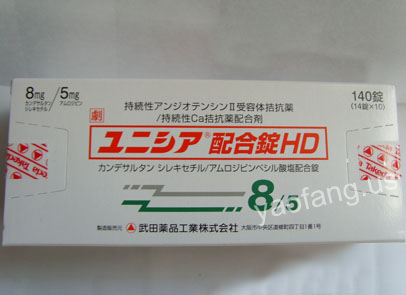 8mg / 5mg
カンデサルタン シレキセチル アムロジピン
140錠
(14錠×10)
持続性アンジオテンシンⅡ受容体拮抗薬
/持続性Ca拮抗薬配合剤
劇
ユニシア® 配合錠HD
カンデサルタン シレキセチル/アムロジピンベシル酸塩配合錠
8/5
yaofang.us
製造販売元 武田薬品工業株式会社 大阪市中央区道修町四丁目1番1号